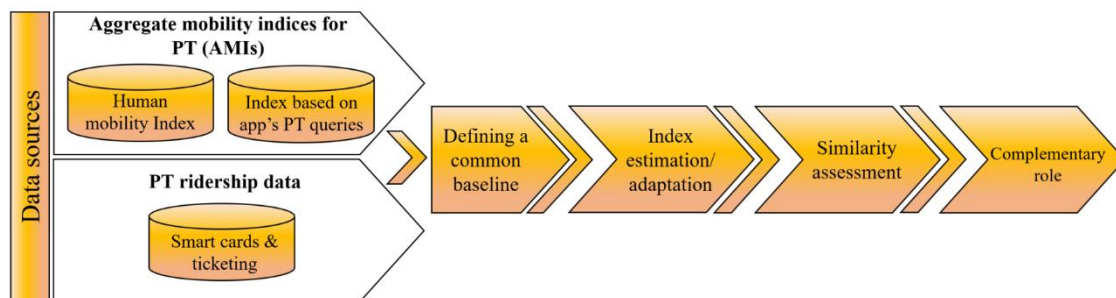 Data sources
Aggregate mobility indices for
PT (AMIs)
Human
mobility Index
Index based on
app's PT queries
PT ridership data
Smart cards &
ticketing
Defining a
common
baseline
Index
estimation/
adaptation
Similarity
assessment
Complementary
role